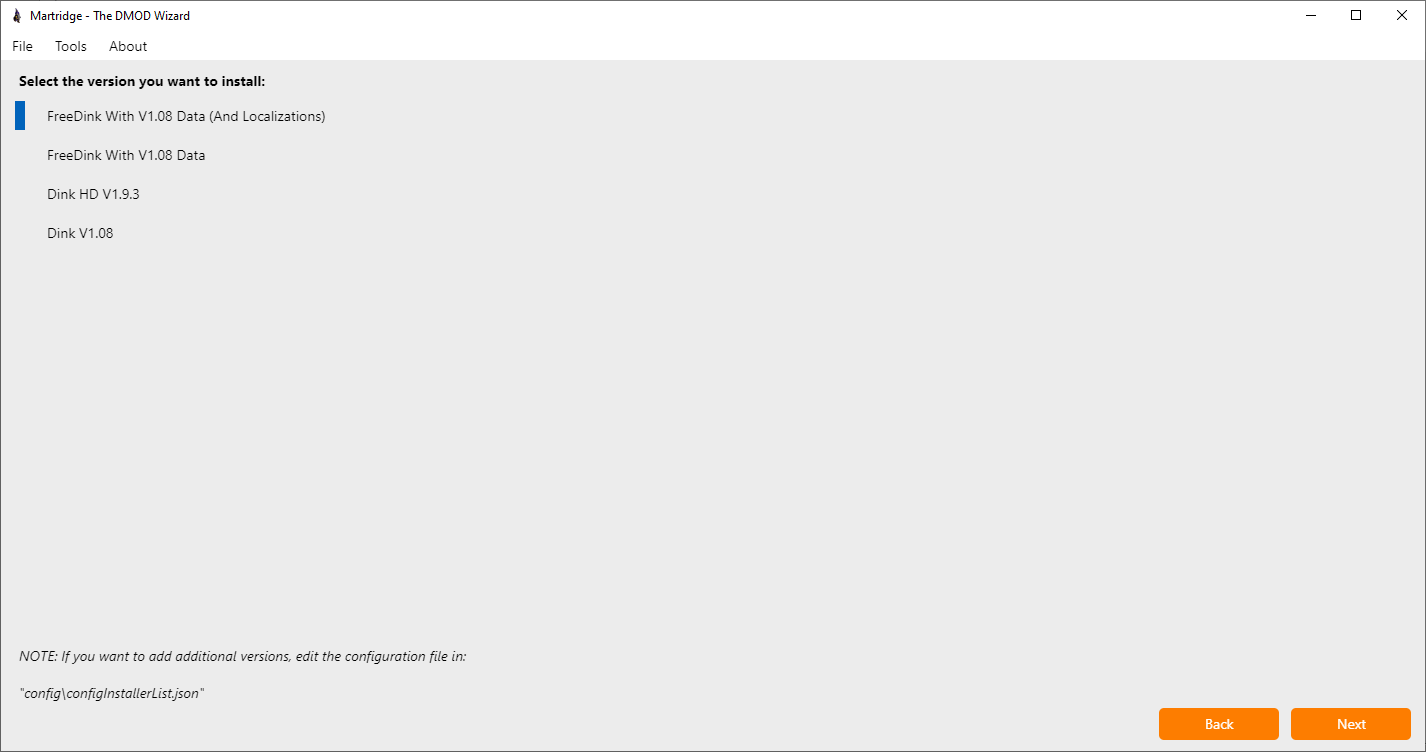 Martridge - The DMOD Wizard
File Tools About
Select the version you want to install:
FreeDink With V1.08 Data (And Localizations)
FreeDink With V1.08 Data
Dink HD V1.9.3
Dink V1.08
NOTE: If you want to add additional versions, edit the configuration file in:
"config\configInstallerList.json"
Back Next